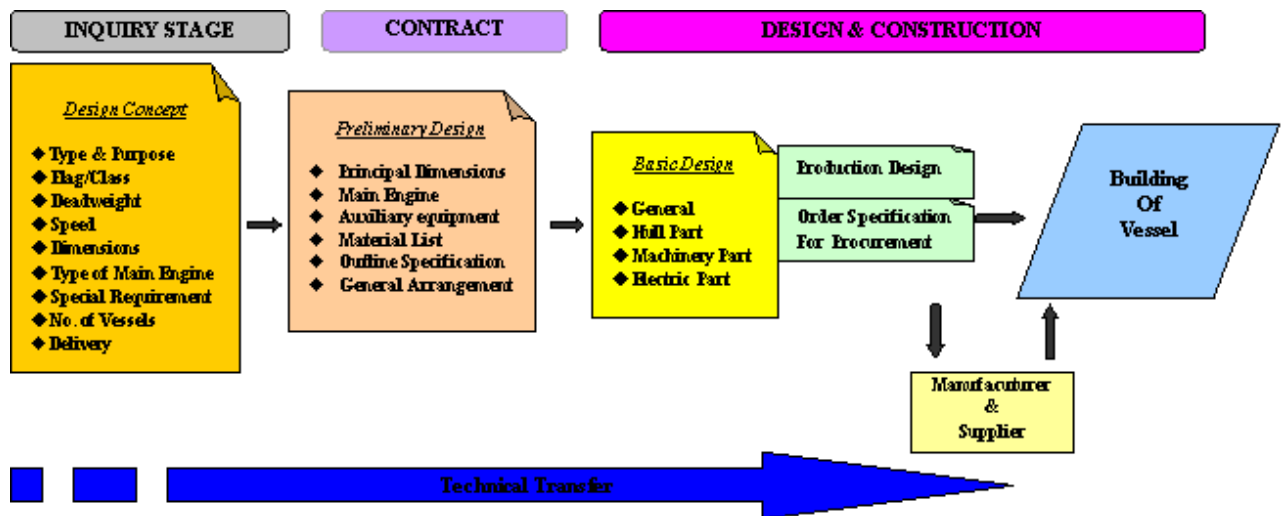 INQUIRY STAGE
CONTRACT
DESIGN & CONSTRUCTION
Design Concept
◆ Type & Purpose
◆ Flag/Class
◆ Deadweight
◆ Speed
◆ Dimensions
◆ Type of Main Engine
◆ Special Requirement
◆ No. of Vessels
◆ Delivery
Preliminary Design
◆ Principal Dimensions
◆ Main Engine
◆ Auxiliary equipment
◆ Material List
◆ Outline Specification
◆ General Arrangement
Basic Design
◆ General
◆ Hull Part
◆ Machinery Part
◆ Electric Part
Production Design
Order Specification
For Procurement
Building
Of
Vessel
Manufacuturer
&
Supplier
Technical Transfer